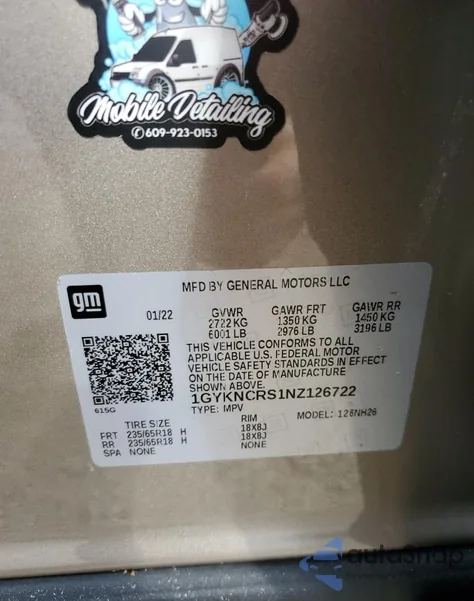 Mobile Detailing
609-923-0153
gm
MFD BY GENERAL MOTORS LLC
01/22 GVWR GAWR FRT GAWR RR
2722 KG 1350 KG 1450 KG
6001 LB 2976 LB 3196 LB
THIS VEHICLE CONFORMS TO ALL
APPLICABLE U.S. FEDERAL MOTOR
VEHICLE SAFETY STANDARDS IN EFFECT
ON THE DATE OF MANUFACTURE
SHOWN ABOVE.
615G
1GYKNCRS1NZ126722
TYPE: MPV MODEL: 126NH26
TIRE SIZE RIM
FRT 235/65R18 H 18X8J
RR 235/65R18 H 18X8J
SPA NONE NONE
autoSnap